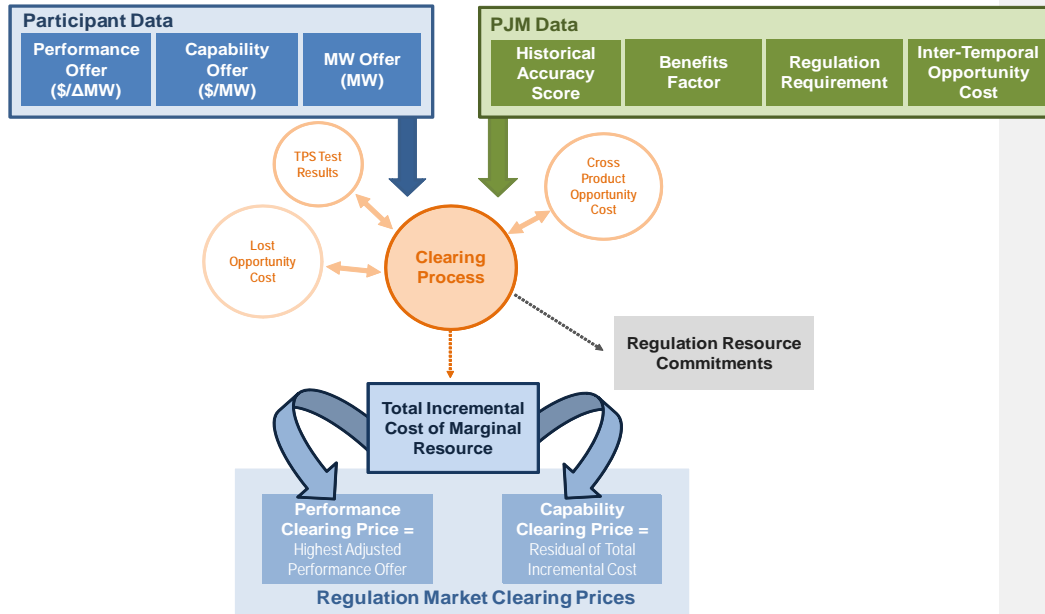 Participant Data
Performance
Offer
($/ΔMW)
Capability
Offer
($/MW)
MW Offer
(MW)
PJM Data
Historical
Accuracy
Score
Benefits
Factor
Regulation
Requirement
Inter-Temporal
Opportunity
Cost
TPS Test
Results
Cross
Product
Opportunity
Cost
Lost
Opportunity
Cost
Clearing
Process
Regulation Resource
Commitments
Total Incremental
Cost of Marginal
Resource
Performance
Clearing Price =
Highest Adjusted
Performance Offer
Capability
Clearing Price =
Residual of Total
Incremental Cost
Regulation Market Clearing Prices